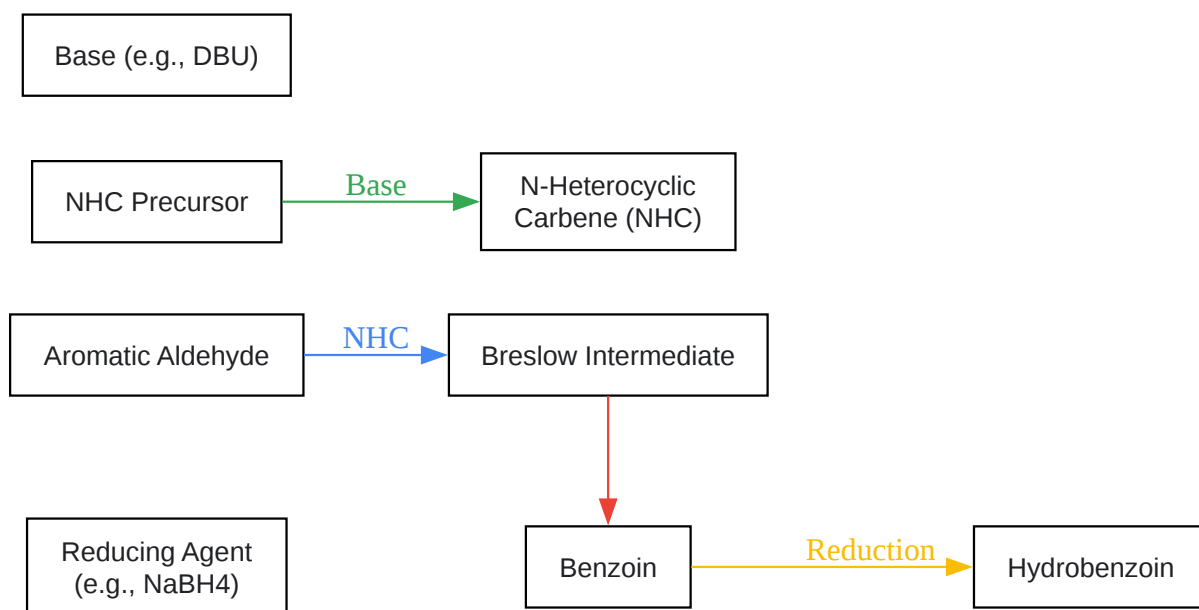 Base (e.g., DBU)
NHC Precursor
Base
N-Heterocyclic
Carbene (NHC)
Aromatic Aldehyde
NHC
Breslow Intermediate
Reducing Agent
(e.g., NaBH4)
Benzoin
Reduction
Hydrobenzoin